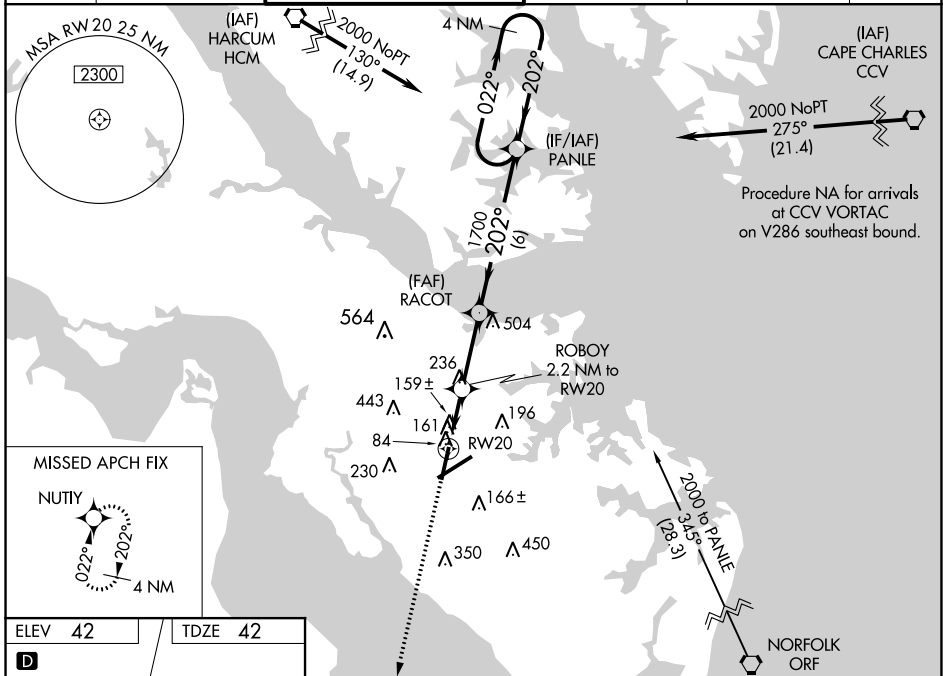 MSA RW 20 25 NM
2300
(IAF)
HARCUM
HCM
2000 NoPT
130°
(14.9)
4 NM
022°
202°
(IF/IAF)
PANLE
(IAF)
CAPE CHARLES
CCV
2000 NoPT
275°
(21.4)
Procedure NA for arrivals
at CCV VORTAC
on V286 southeast bound.
1700
202°
(6)
(FAF)
RACOT
564
504
236
ROBOY
2.2 NM to
RW20
159±
443
161
196
84
RW20
230
166±
350
450
MISSED APCH FIX
NUTIY
022°
202°
4 NM
2000 to PANLE
345°
(28.3)
NORFOLK
ORF
ELEV 42
TDZE 42
D